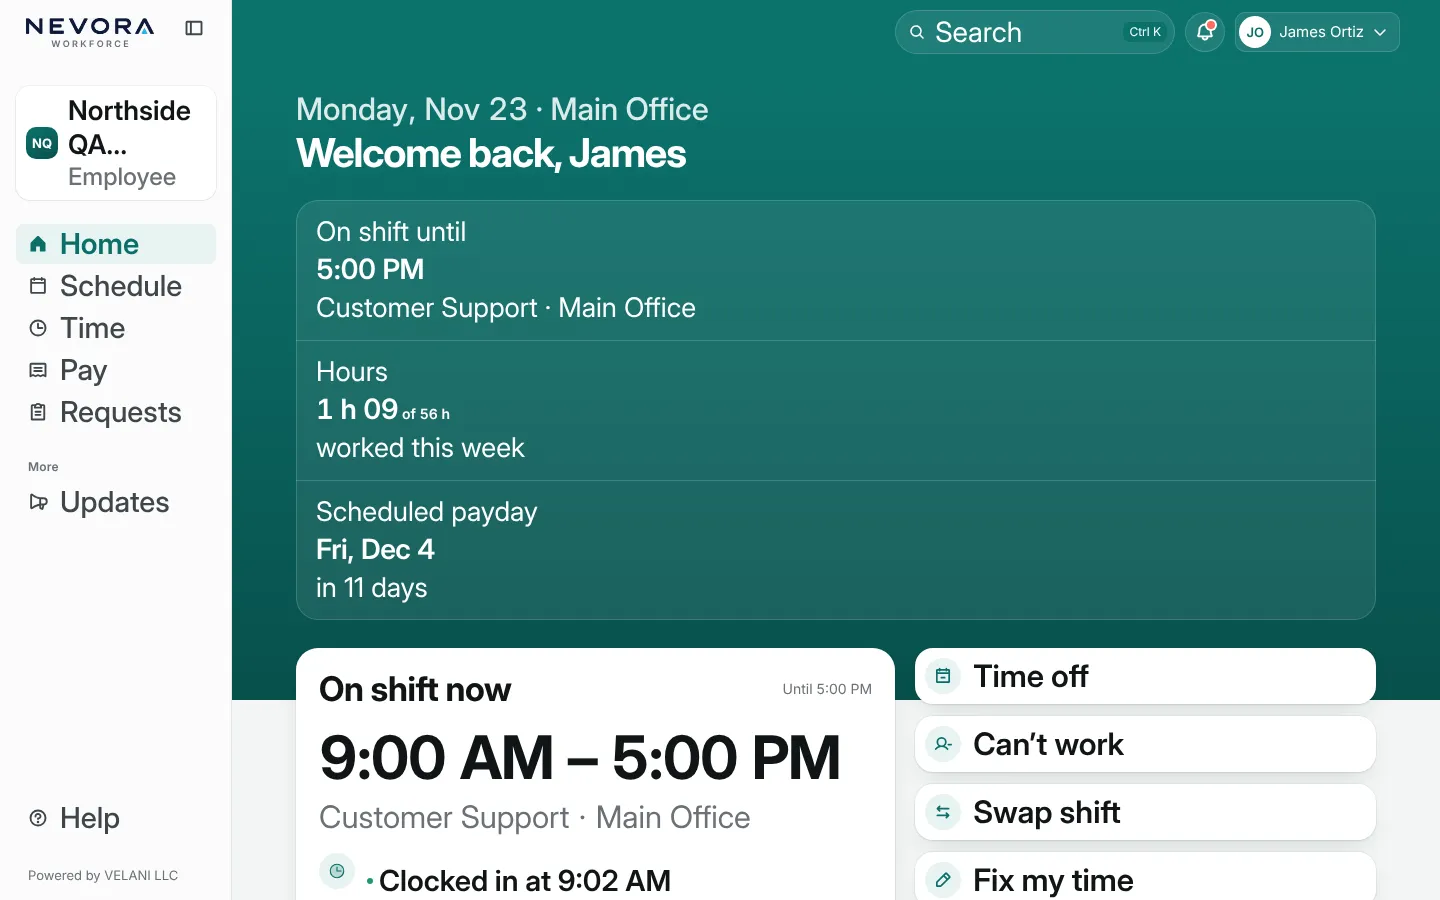 NEVORA
WORKFORCE
Search
Ctrl K
JO
James Ortiz
NQ
Northside
QA...
Employee
Home
Schedule
Time
Pay
Requests
More
Updates
Help
Powered by VELANI LLC
Monday, Nov 23 · Main Office
Welcome back, James
On shift until
5:00 PM
Customer Support · Main Office
Hours
1 h 09 of 56 h
worked this week
Scheduled payday
Fri, Dec 4
in 11 days
On shift now
Until 5:00 PM
9:00 AM – 5:00 PM
Customer Support · Main Office
Clocked in at 9:02 AM
Time off
Can’t work
Swap shift
Fix my time